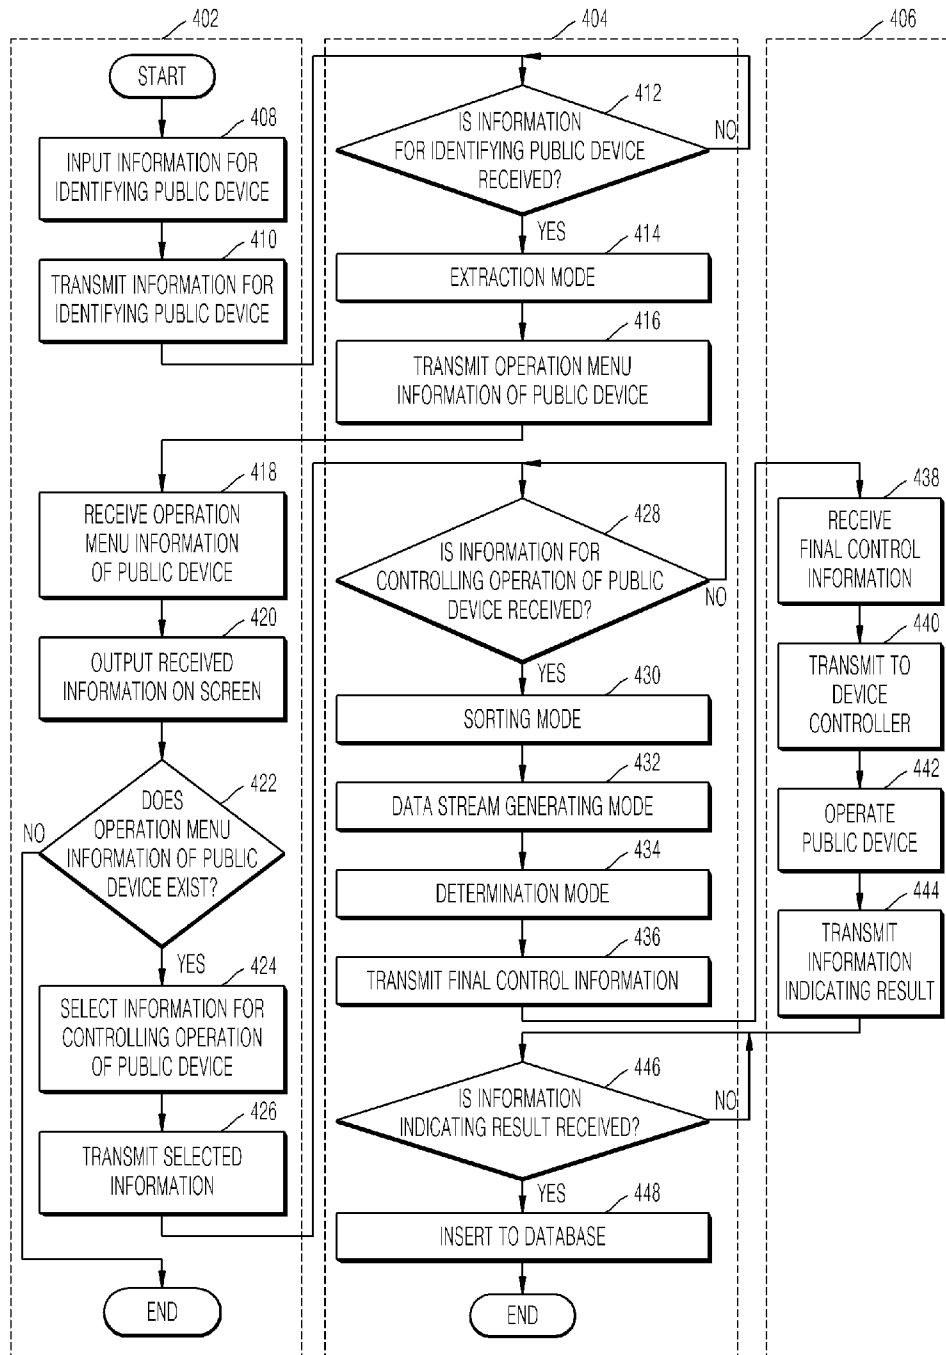 402
404
406
START
408
INPUT INFORMATION FOR
IDENTIFYING PUBLIC DEVICE
410
TRANSMIT INFORMATION FOR
IDENTIFYING PUBLIC DEVICE
412
IS INFORMATION
FOR IDENTIFYING PUBLIC DEVICE
RECEIVED?
NO
YES
414
EXTRACTION MODE
416
TRANSMIT OPERATION MENU
INFORMATION OF PUBLIC DEVICE
418
RECEIVE OPERATION
MENU INFORMATION
OF PUBLIC DEVICE
420
OUTPUT RECEIVED
INFORMATION ON SCREEN
422
DOES
OPERATION MENU
INFORMATION OF PUBLIC
DEVICE EXIST?
NO
YES
424
SELECT INFORMATION FOR
CONTROLLING OPERATION
OF PUBLIC DEVICE
426
TRANSMIT SELECTED
INFORMATION
END
428
IS INFORMATION FOR
CONTROLLING OPERATION OF PUBLIC
DEVICE RECEIVED?
NO
YES
430
SORTING MODE
432
DATA STREAM GENERATING MODE
434
DETERMINATION MODE
436
TRANSMIT FINAL CONTROL INFORMATION
438
RECEIVE
FINAL CONTROL
INFORMATION
440
TRANSMIT TO
DEVICE
CONTROLLER
442
OPERATE
PUBLIC DEVICE
444
TRANSMIT
INFORMATION
INDICATING RESULT
446
IS INFORMATION
INDICATING RESULT RECEIVED?
NO
YES
448
INSERT TO DATABASE
END